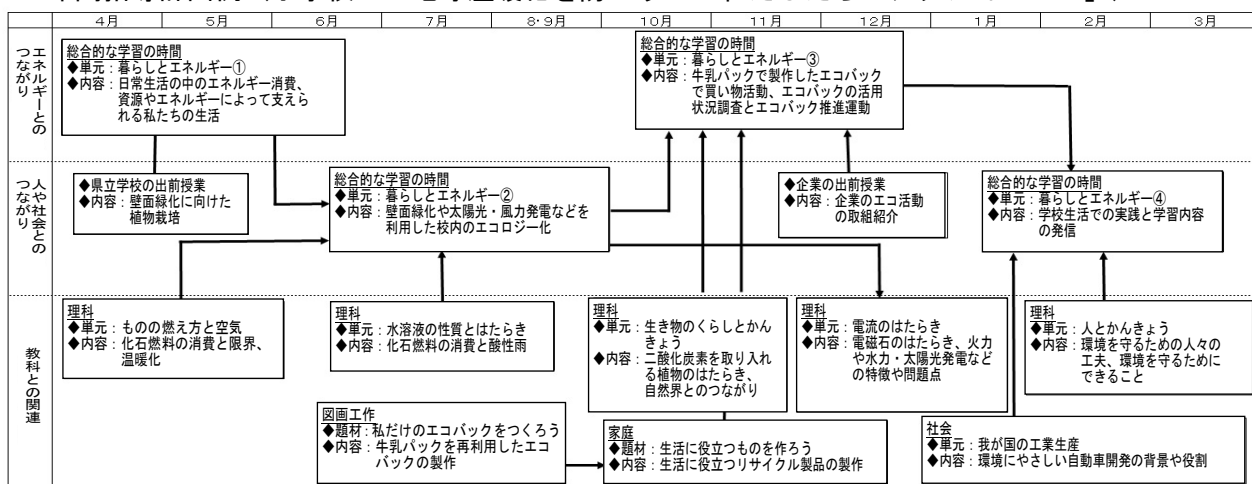 4月 5月 6月 7月 8・9月 10月 11月 12月 1月 2月 3月
エネルギーとの
つながり
総合的な学習の時間
◆単元：暮らしとエネルギー①
◆内容：日常生活の中のエネルギー消費、
資源やエネルギーによって支えら
れる私たちの生活
総合的な学習の時間
◆単元：暮らしとエネルギー③
◆内容：牛乳パックで製作したエコバック
で買い物活動、エコバックの活用
状況調査とエコバック推進運動
人や社会との
つながり
◆県立学校の出前授業
◆内容：壁面緑化に向けた
植物栽培
総合的な学習の時間
◆単元：暮らしとエネルギー②
◆内容：壁面緑化や太陽光・風力発電などを
利用した校内のエコロジー化
◆企業の出前授業
◆内容：企業のエコ活動
の取組紹介
総合的な学習の時間
◆単元：暮らしとエネルギー④
◆内容：学校生活での実践と学習内容
の発信
教科との関連
理科
◆単元：ものの燃え方と空気
◆内容：化石燃料の消費と限界、
温暖化
理科
◆単元：水溶液の性質とはたらき
◆内容：化石燃料の消費と酸性雨
理科
◆単元：生き物のくらしとかん
きょう
◆内容：二酸化炭素を取り入れ
る植物のはたらき、
自然界とのつながり
理科
◆単元：電流のはたらき
◆内容：電磁石のはたらき、火力
や水力・太陽光発電など
の特徴や問題点
理科
◆単元：人とかんきょう
◆内容：環境を守るための人々の
工夫、環境を守るために
できること
図画工作
◆題材：私だけのエコバックをつくろう
◆内容：牛乳パックを再利用したエコ
バックの製作
家庭
◆題材：生活に役立つものを作ろう
◆内容：生活に役立つリサイクル製品の製作
社会
◆単元：我が国の工業生産
◆内容：環境にやさしい自動車開発の背景や役割